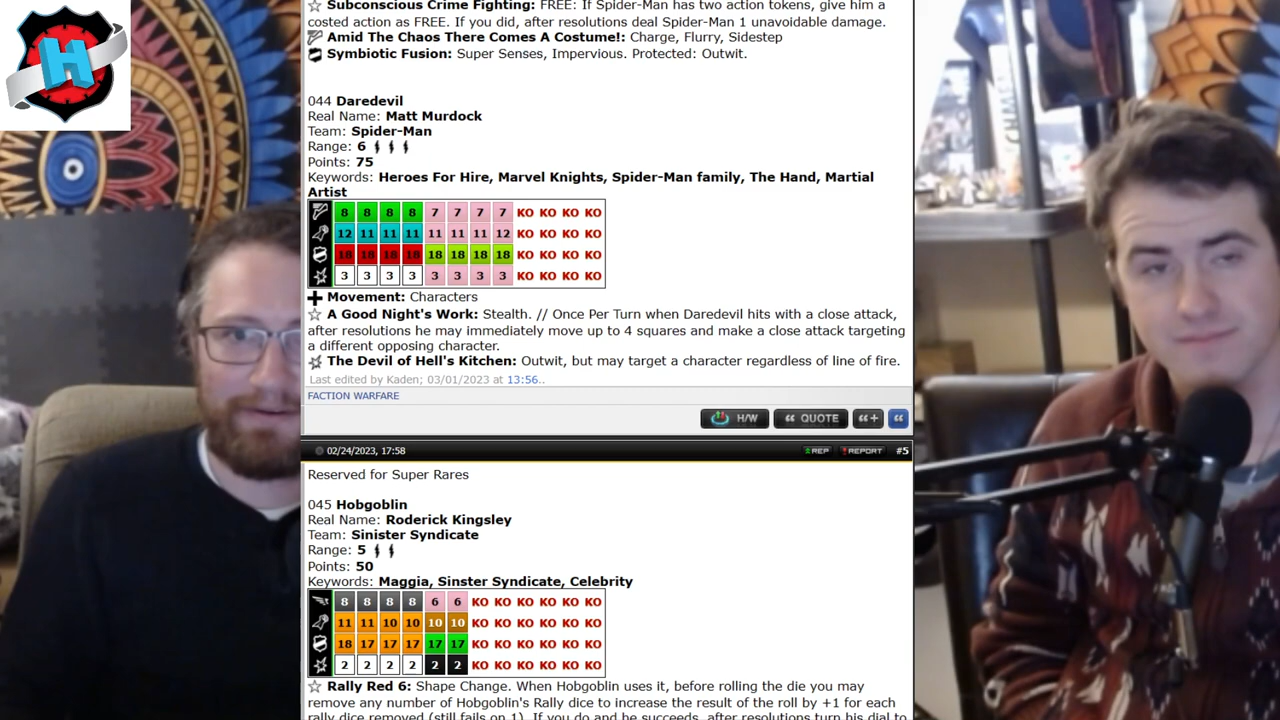 ☆ Subconscious Crime Fighting: FREE: If Spider-Man has two action tokens, give him a
costed action as FREE. If you did, after resolutions deal Spider-Man 1 unavoidable damage.
Amid The Chaos There Comes A Costume!: Charge, Flurry, Sidestep
Symbiotic Fusion: Super Senses, Impervious. Protected: Outwit.
H
044 Daredevil
Real Name: Matt Murdock
Team: Spider-Man
Range: 6
Points: 75
Keywords: Heroes For Hire, Marvel Knights, Spider-Man family, The Hand, Martial
Artist
8 8 8 8 7 7 7 7 KO KO KO KO
12 11 11 11 11 11 11 12 KO KO KO KO
18 18 18 18 18 18 18 18 KO KO KO KO
3 3 3 3 3 3 3 3 KO KO KO KO
Movement: Characters
☆ A Good Night's Work: Stealth. // Once Per Turn when Daredevil hits with a close attack,
after resolutions he may immediately move up to 4 squares and make a close attack targeting
a different opposing character.
The Devil of Hell's Kitchen: Outwit, but may target a character regardless of line of fire.
Last edited by Kaden; 03/01/2023 at 13:56..
FACTION WARFARE
H/W QUOTE
02/24/2023, 17:58 REP REPORT #5
Reserved for Super Rares
045 Hobgoblin
Real Name: Roderick Kingsley
Team: Sinister Syndicate
Range: 5
Points: 50
Keywords: Maggia, Sinster Syndicate, Celebrity
8 8 8 8 6 6 KO KO KO KO KO KO
11 11 10 10 10 10 KO KO KO KO KO KO
18 17 17 17 17 17 KO KO KO KO KO KO
2 2 2 2 2 2 KO KO KO KO KO KO
☆ Rally Red 6: Shape Change. When Hobgoblin uses it, before rolling the die you may
remove any number of Hobgoblin's Rally dice to increase the result of the roll by +1 for each
rally dice removed (still fails on 1). If you do and he succeeds, after resolutions turn his dial to